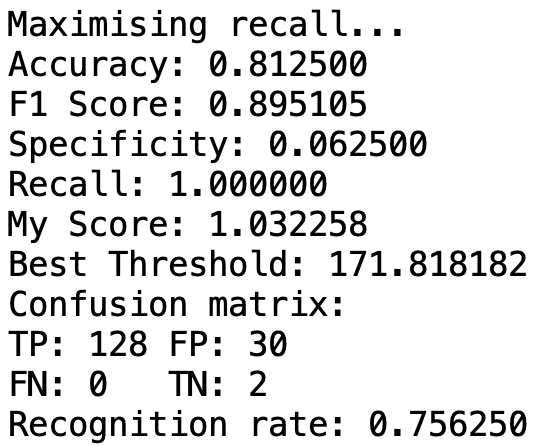 Maximising recall...
Accuracy: 0.812500
F1 Score: 0.895105
Specificity: 0.062500
Recall: 1.000000
My Score: 1.032258
Best Threshold: 171.818182
Confusion matrix:
TP: 128 FP: 30
FN: 0   TN: 2
Recognition rate: 0.756250